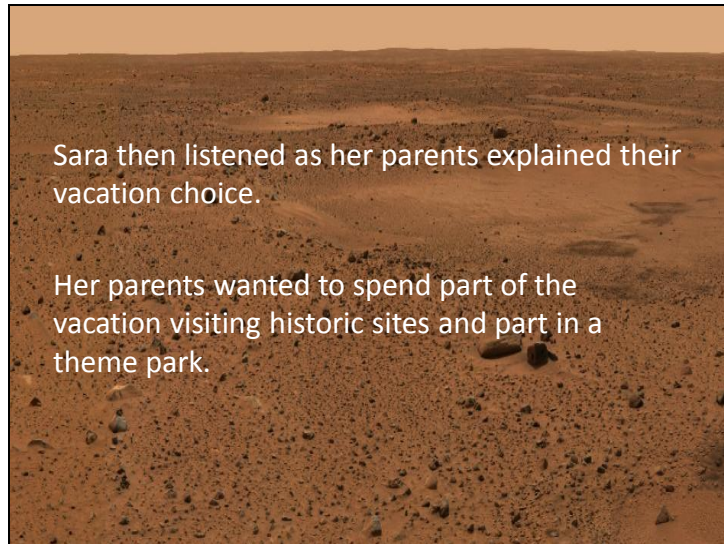 Sara then listened as her parents explained their
vacation choice.
Her parents wanted to spend part of the
vacation visiting historic sites and part in a
theme park.